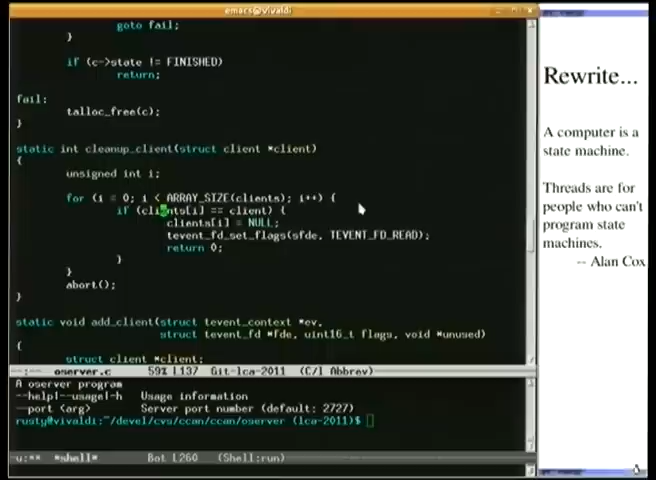 emacs@vivaldi
goto fail;
}
if (c->state != FINISHED)
return;
fail:
talloc_free(c);
}
static int cleanup_client(struct client *client)
{
unsigned int i;
for (i = 0; i < ARRAY_SIZE(clients); i++) {
if (clients[i] == client) {
clients[i] = NULL;
tevent_fd_set_flags(sfde, TEVENT_FD_READ);
return 0;
}
}
abort();
}
static void add_client(struct tevent_context *ev,
struct tevent_fd *fde, uint16_t flags, void *unused)
{
struct client *client;
--:--- oserver.c 59% L137 Git-lca-2011 (C/l Abbrev)
A oserver program
--help|--usage|-h Usage information
--port (arg) Server port number (default: 2727)
rusty@vivaldi:~/devel/cvs/ccan/ccan/oserver (lca-2011)$
u:** *shell* Bot L260 (Shell:run)
Rewrite...
A computer is a
state machine.
Threads are for
people who can't
program state
machines.
-- Alan Cox